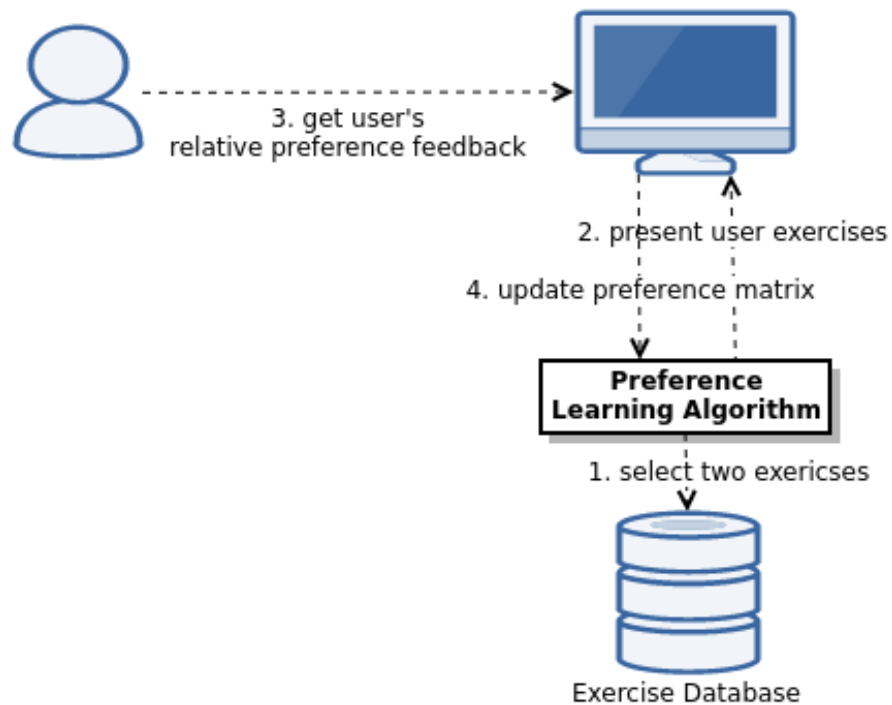 3. get user's
relative preference feedback
2. present user exercises
4. update preference matrix
Preference
Learning Algorithm
1. select two exericses
Exercise Database